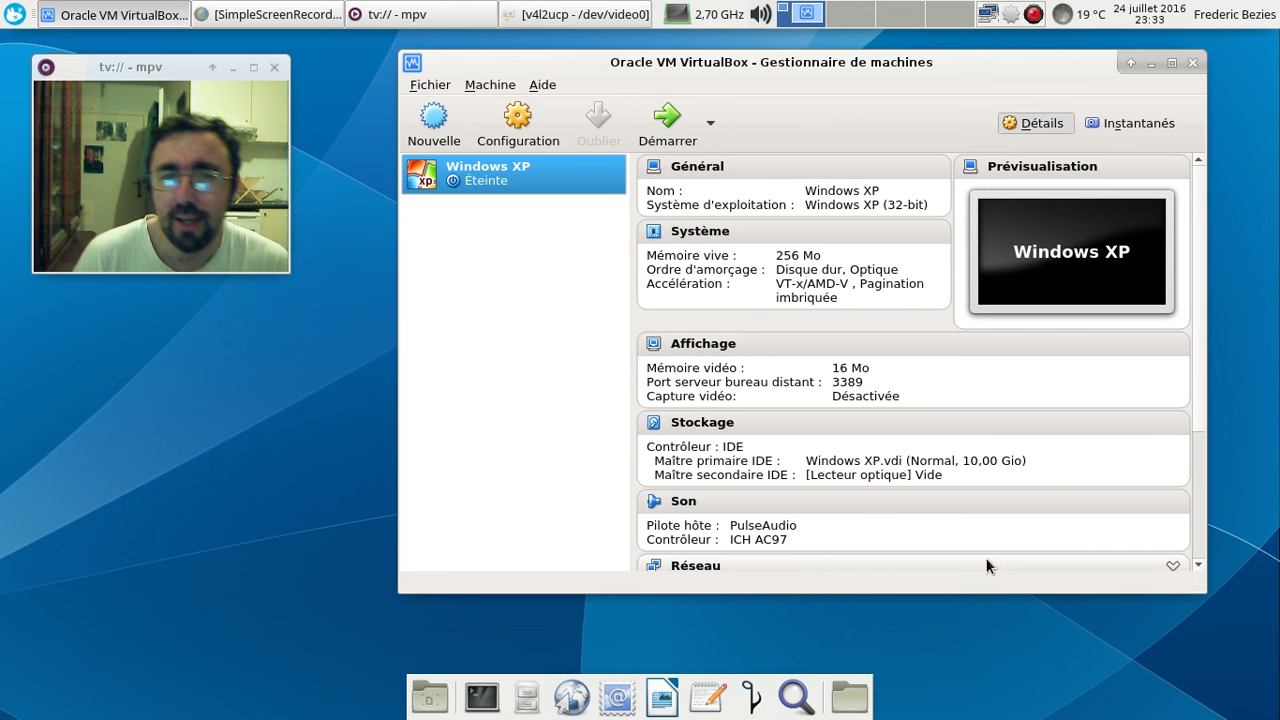 Oracle VM VirtualBox...
[SimpleScreenRecord...
tv:// - mpv
[v4l2ucp - /dev/video0]
2,70 GHz
19 °C
24 juillet 2016
23:33
Frederic Bezies
tv:// - mpv
Oracle VM VirtualBox - Gestionnaire de machines
Fichier Machine Aide
Nouvelle Configuration Oublier Démarrer
Détails Instantanés
Windows XP
xp
Éteinte
Général
Nom : Windows XP
Système d'exploitation : Windows XP (32-bit)
Système
Mémoire vive : 256 Mo
Ordre d'amorçage : Disque dur, Optique
Accélération : VT-x/AMD-V , Pagination
imbriquée
Prévisualisation
Windows XP
Affichage
Mémoire vidéo : 16 Mo
Port serveur bureau distant : 3389
Capture vidéo: Désactivée
Stockage
Contrôleur : IDE
Maître primaire IDE : Windows XP.vdi (Normal, 10,00 Gio)
Maître secondaire IDE : [Lecteur optique] Vide
Son
Pilote hôte : PulseAudio
Contrôleur : ICH AC97
Réseau